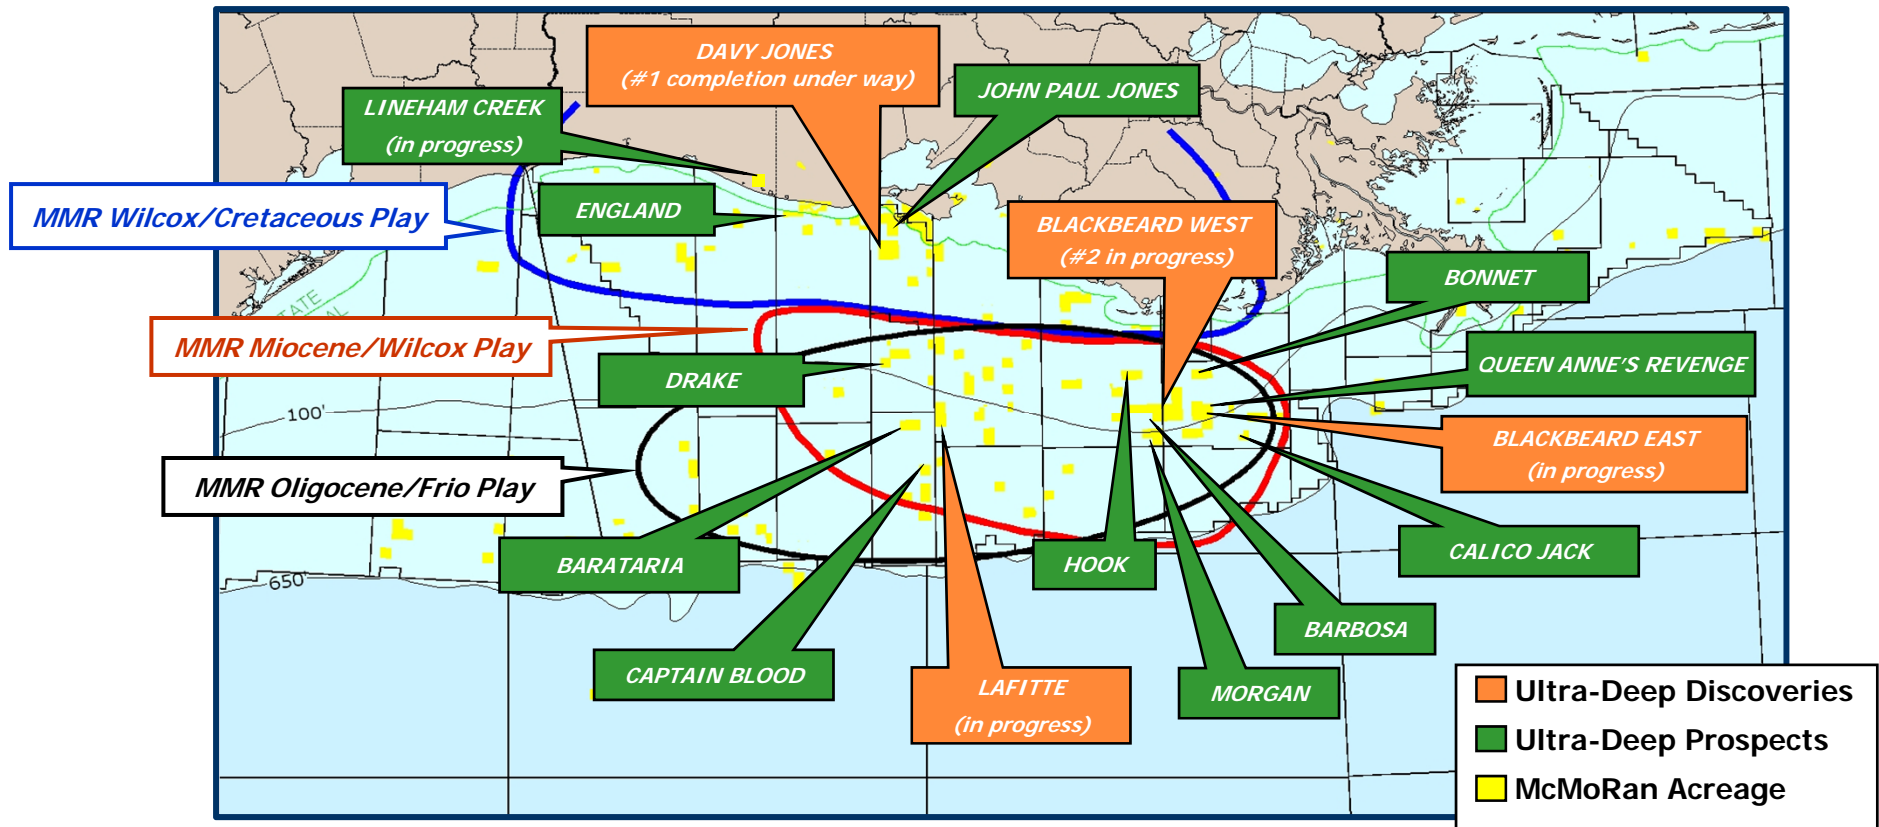 DAVY JONES
(#1 completion under way)
JOHN PAUL JONES
LINEHAM CREEK
(in progress)
MMR Wilcox/Cretaceous Play
ENGLAND
BLACKBEARD WEST
(#2 in progress)
BONNET
MMR Miocene/Wilcox Play
DRAKE
QUEEN ANNE'S REVENGE
100'
BLACKBEARD EAST
(in progress)
MMR Oligocene/Frio Play
BARATARIA
HOOK
CALICO JACK
650'
BARBOSA
CAPTAIN BLOOD
LAFITTE
(in progress)
MORGAN
Ultra-Deep Discoveries
Ultra-Deep Prospects
McMoRan Acreage